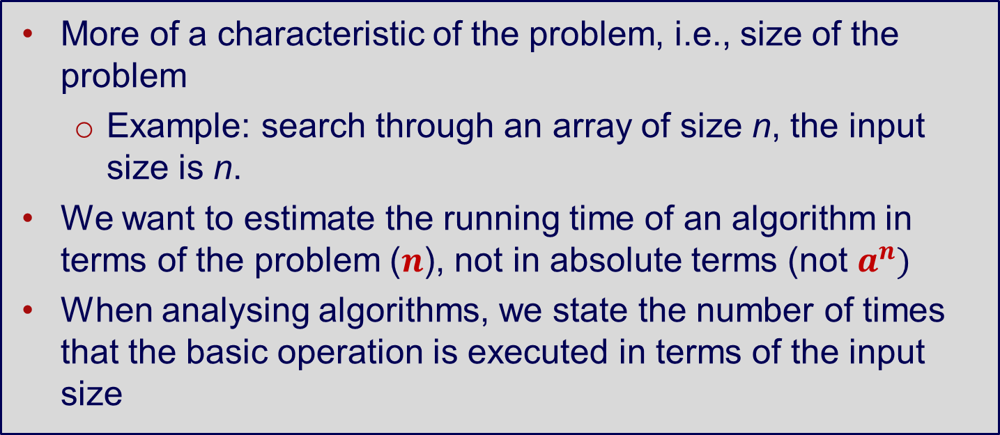 • More of a characteristic of the problem, i.e., size of the
problem
o Example: search through an array of size n, the input
size is n.
• We want to estimate the running time of an algorithm in
terms of the problem (n), not in absolute terms (not aⁿ)
• When analysing algorithms, we state the number of times
that the basic operation is executed in terms of the input
size